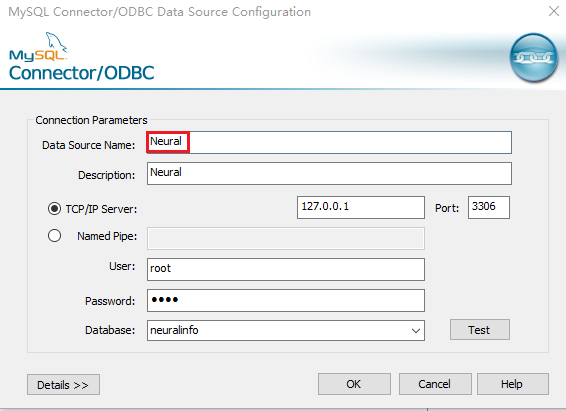 MySQL Connector/ODBC Data Source Configuration
MySQL
Connector/ODBC
Connection Parameters
Data Source Name: Neural
Description: Neural
TCP/IP Server: 127.0.0.1 Port: 3306
Named Pipe:
User: root
Password: ••••
Database: neuralinfo Test
Details >> OK Cancel Help